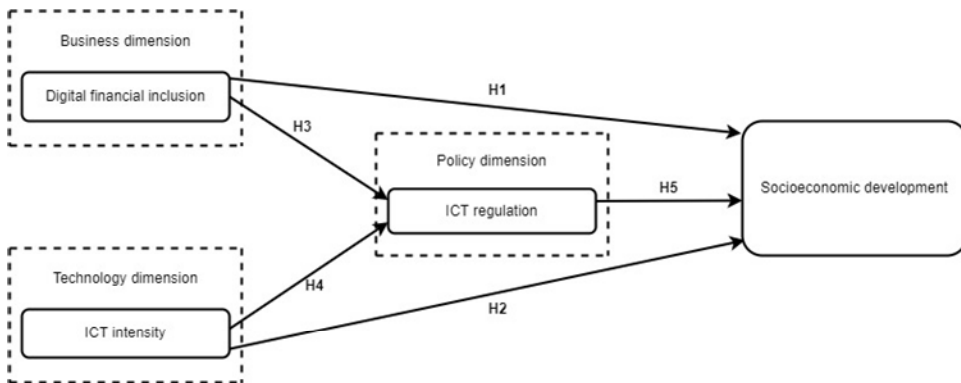 Business dimension
Digital financial inclusion
H1
H3
Policy dimension
ICT regulation
H5
Socioeconomic development
Technology dimension
ICT intensity
H4
H2